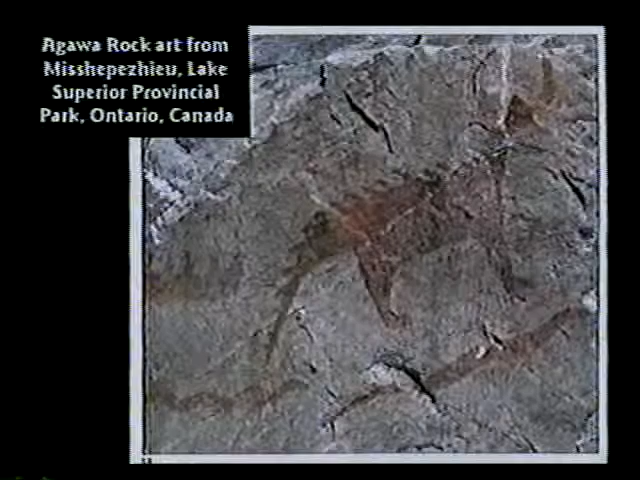 Agawa Rock art from
Misshepezhieu, Lake
Superior Provincial
Park, Ontario, Canada